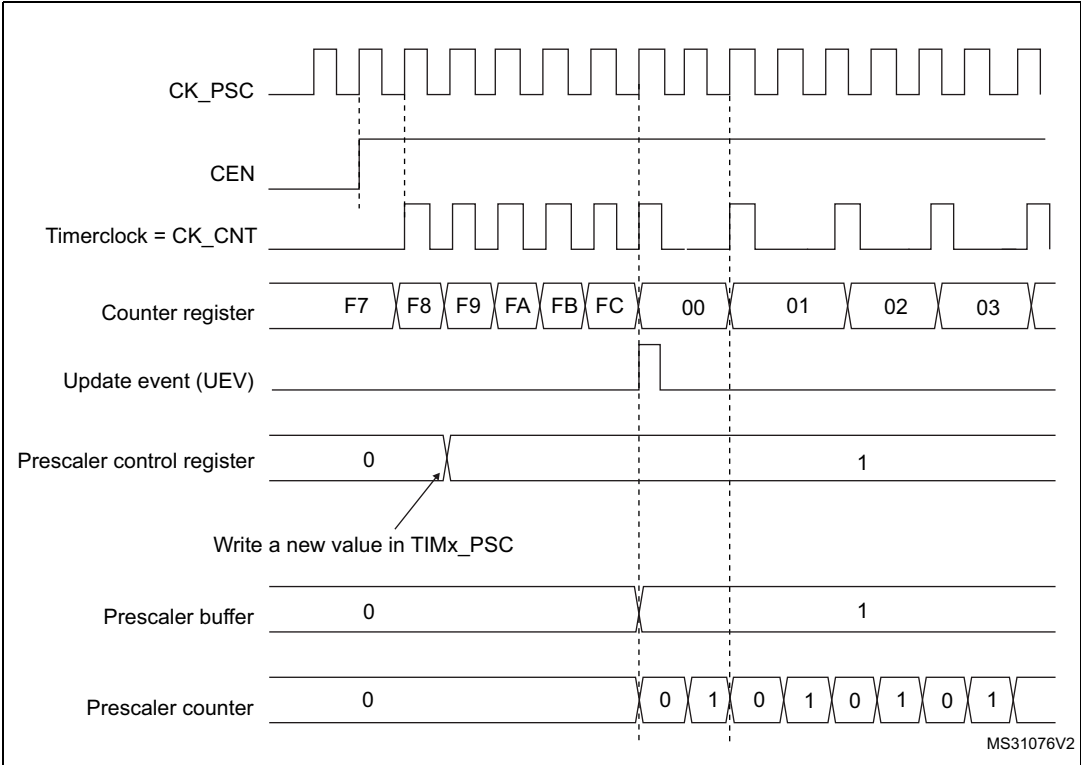 CK_PSC
CEN
Timerclock = CK_CNT
Counter register F7 F8 F9 FA FB FC 00 01 02 03
Update event (UEV)
Prescaler control register 0 1
Write a new value in TIMx_PSC
Prescaler buffer 0 1
Prescaler counter 0 0 1 0 1 0 1 0 1
MS31076V2